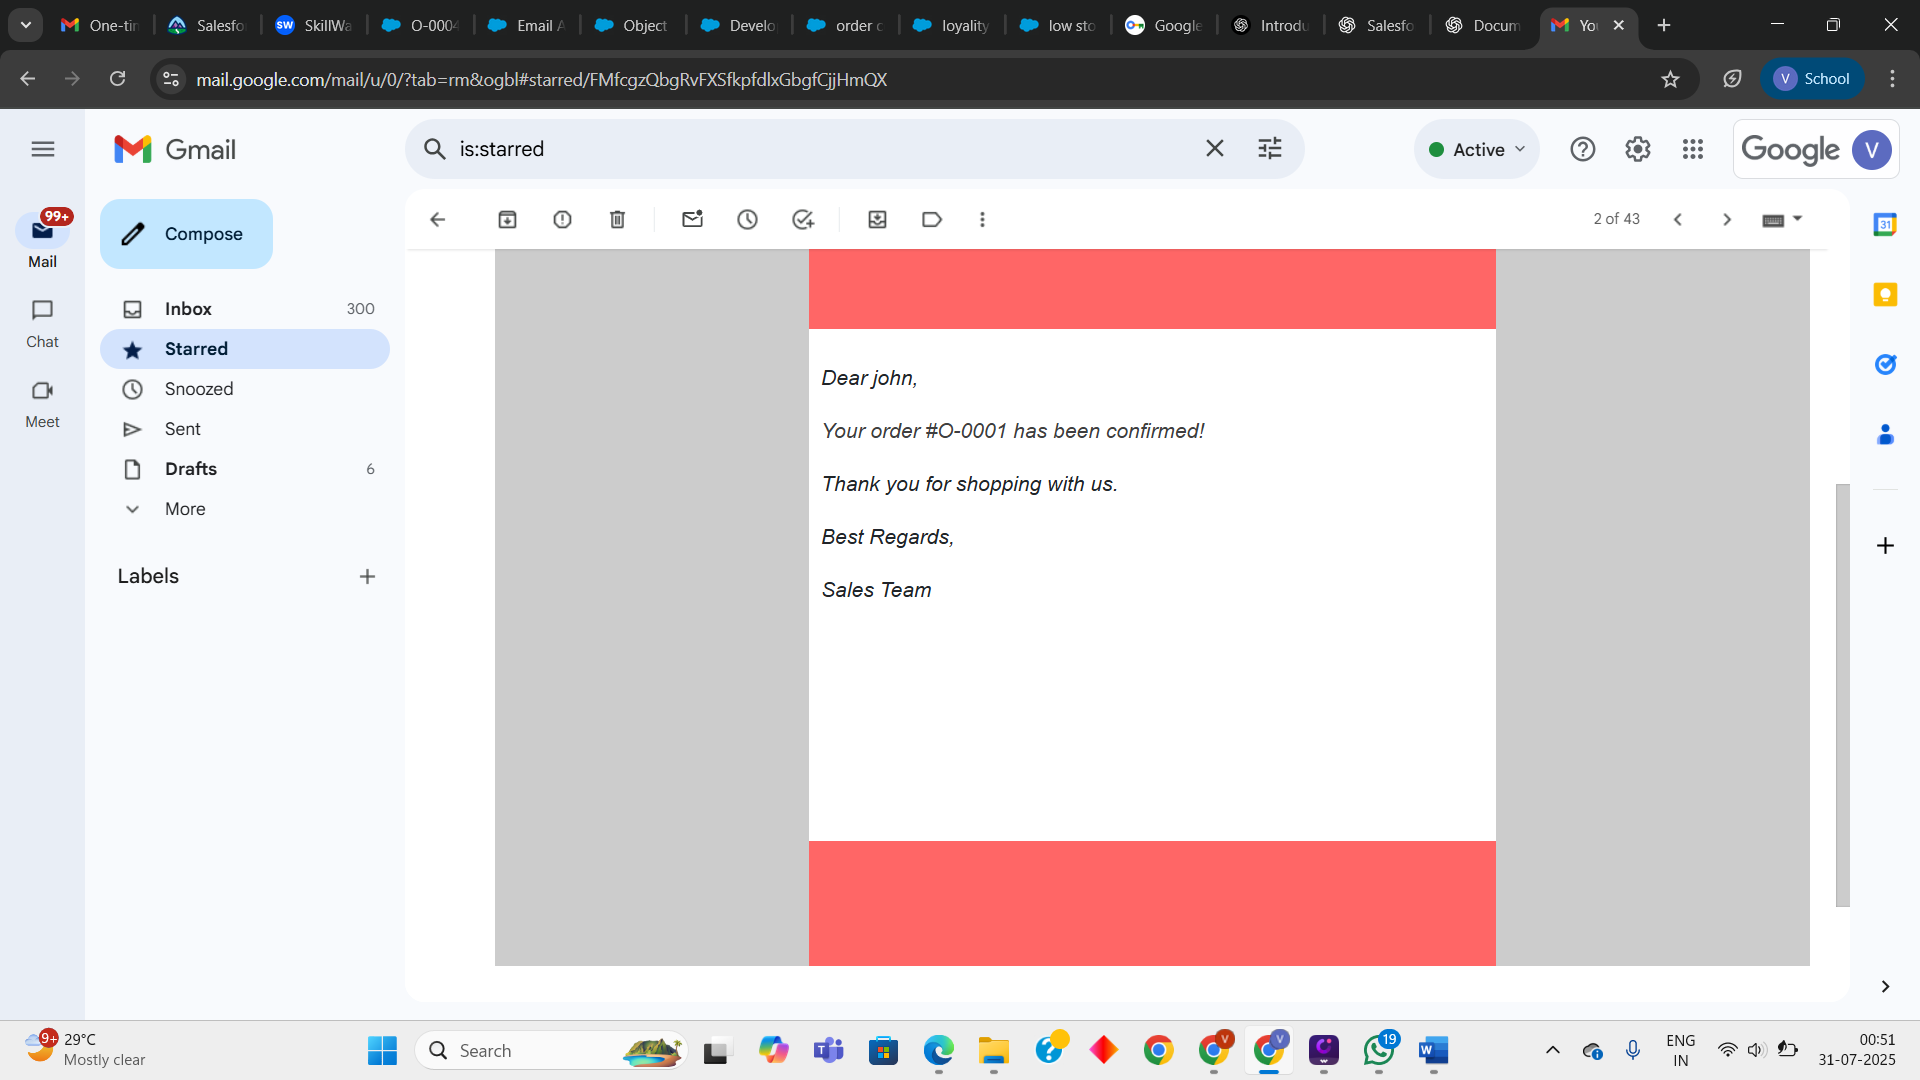 One-tin
Salesfo
SkillWa
O-0004
Email A
Object
Develo
order c
loyality
low sto
Google
Introdu
Salesfo
Docum
You
mail.google.com/mail/u/0/?tab=rm&ogbl#starred/FMfcgzQbgRvFXSfkpfdlxGbgfCjjHmQX
V School
Gmail
is:starred
Active
Google V
99+
Mail
Chat
Meet
Compose
2 of 43
31
Inbox 300
Starred
Snoozed
Sent
Drafts 6
More
Labels
Dear john,
Your order #O-0001 has been confirmed!
Thank you for shopping with us.
Best Regards,
Sales Team
9+
29°C
Mostly clear
Search
V
V
19
ENG
IN
00:51
31-07-2025